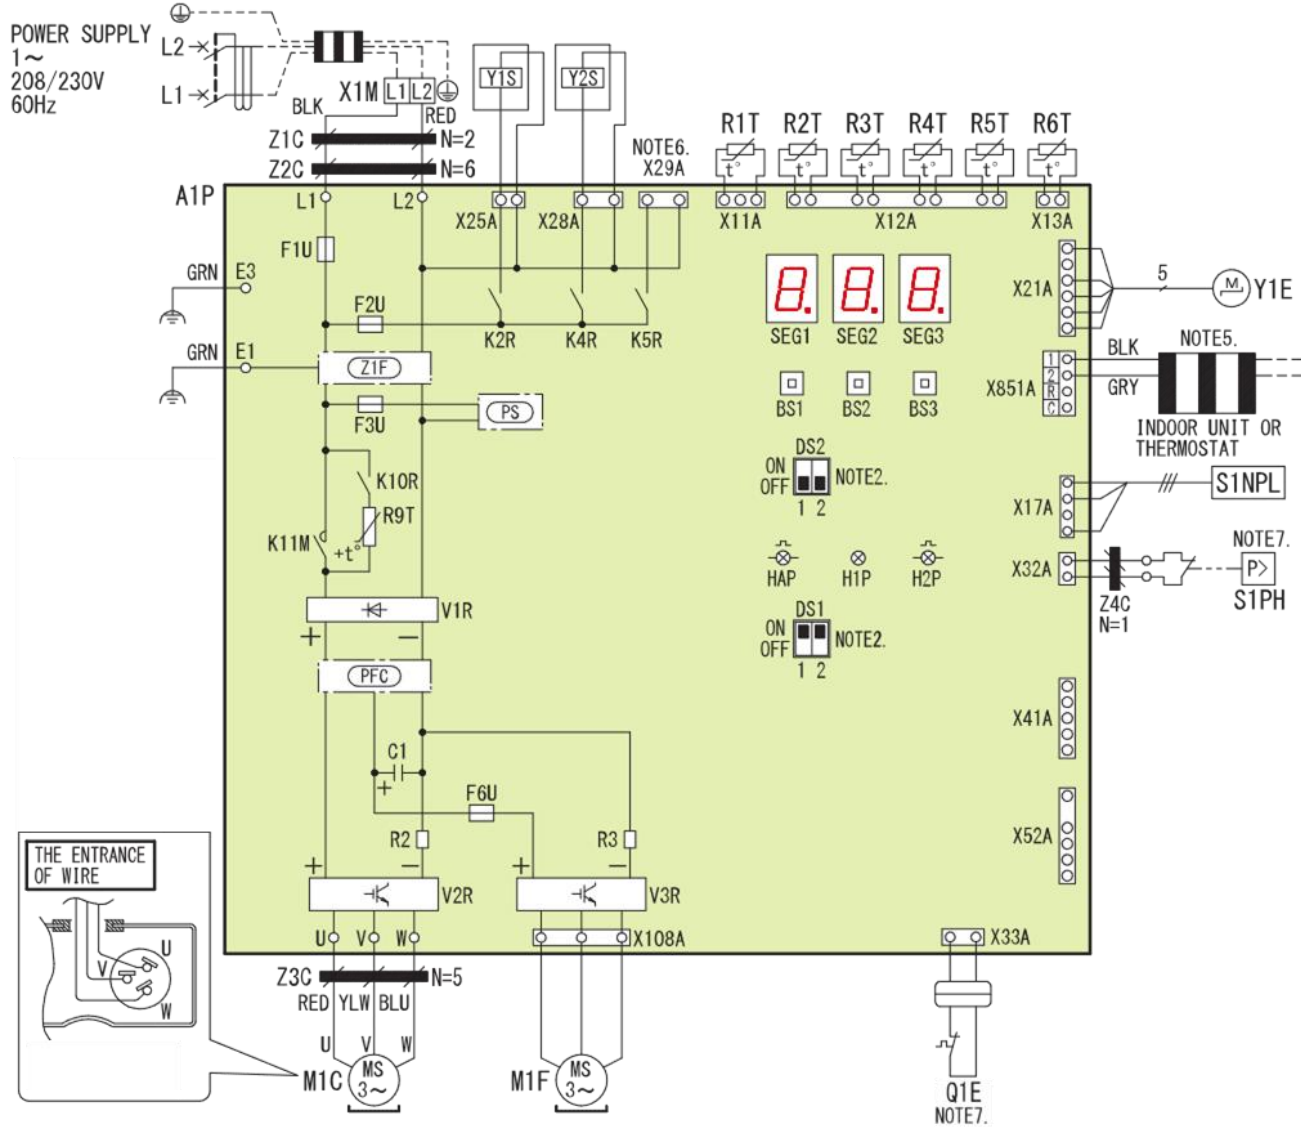 POWER SUPPLY
1～
208/230V
60Hz
L2
L1
X1M
L1 L2
BLK
RED
Z1C
N=2
Z2C
N=6
Y1S
Y2S
NOTE6.
X29A
R1T
R2T
R3T
R4T
R5T
R6T
t°
t°
t°
t°
t°
t°
A1P
L1
L2
X25A
X28A
X11A
X12A
X13A
F1U
GRN
E3
F2U
K2R
K4R
K5R
8.
8.
8.
SEG1
SEG2
SEG3
X21A
5
M
Y1E
GRN
E1
Z1F
F3U
PS
BS1
BS2
BS3
X851A
1
2
R
C
BLK
GRY
NOTE5.
INDOOR UNIT OR
THERMOSTAT
K10R
R9T
K11M
+t°
DS2
ON
OFF
NOTE2.
1 2
X17A
S1NPL
HAP
H1P
H2P
X32A
Z4C
N=1
NOTE7.
P>
S1PH
V1R
+
−
DS1
ON
OFF
NOTE2.
1 2
PFC
X41A
C1
+
F6U
R2
R3
X52A
+
−
V2R
+
−
V3R
U
V
W
X108A
X33A
THE ENTRANCE
OF WIRE
U
V
W
Z3C
N=5
RED
YLW
BLU
U
V
W
M1C
MS
3～
M1F
MS
3～
Q1E
NOTE7.